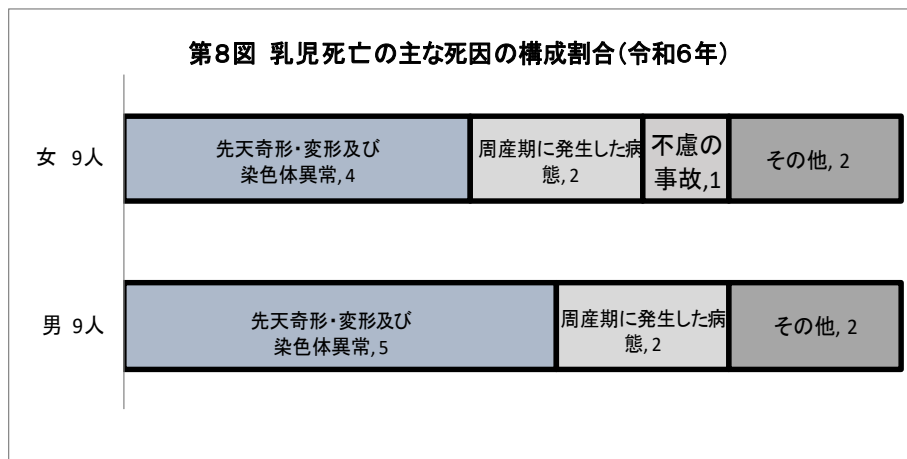 第8図 乳児死亡の主な死因の構成割合(令和6年)
女 9人
先天奇形・変形及び
染色体異常, 4
周産期に発生した病
態, 2
不慮の
事故,1
その他, 2
男 9人
先天奇形・変形及び
染色体異常, 5
周産期に発生した病
態, 2
その他, 2